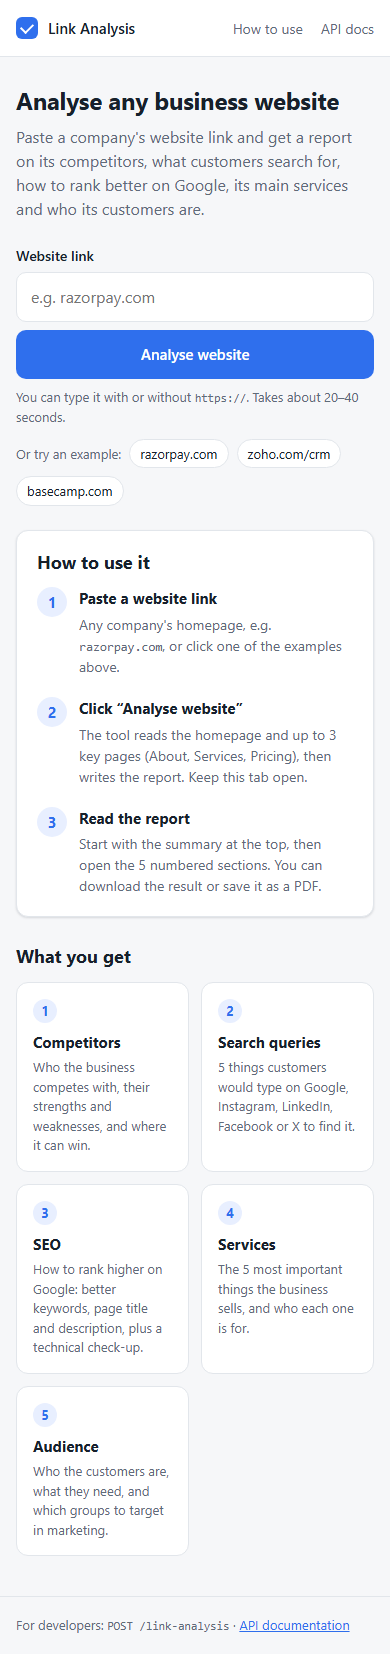 Link Analysis
How to use
API docs
Analyse any business website
Paste a company's website link and get a report
on its competitors, what customers search for,
how to rank better on Google, its main services
and who its customers are.
Website link
e.g. razorpay.com
Analyse website
You can type it with or without https://. Takes about 20–40
seconds.
Or try an example:
razorpay.com
zoho.com/crm
basecamp.com
How to use it
1
Paste a website link
Any company's homepage, e.g.
razorpay.com, or click one of the examples
above.
2
Click “Analyse website”
The tool reads the homepage and up to 3
key pages (About, Services, Pricing), then
writes the report. Keep this tab open.
3
Read the report
Start with the summary at the top, then
open the 5 numbered sections. You can
download the result or save it as a PDF.
What you get
1
Competitors
Who the business
competes with, their
strengths and
weaknesses, and where
it can win.
2
Search queries
5 things customers
would type on Google,
Instagram, LinkedIn,
Facebook or X to find it.
3
SEO
How to rank higher on
Google: better
keywords, page title
and description, plus a
technical check-up.
4
Services
The 5 most important
things the business
sells, and who each one
is for.
5
Audience
Who the customers are,
what they need, and
which groups to target
in marketing.
For developers: POST /link-analysis · API documentation